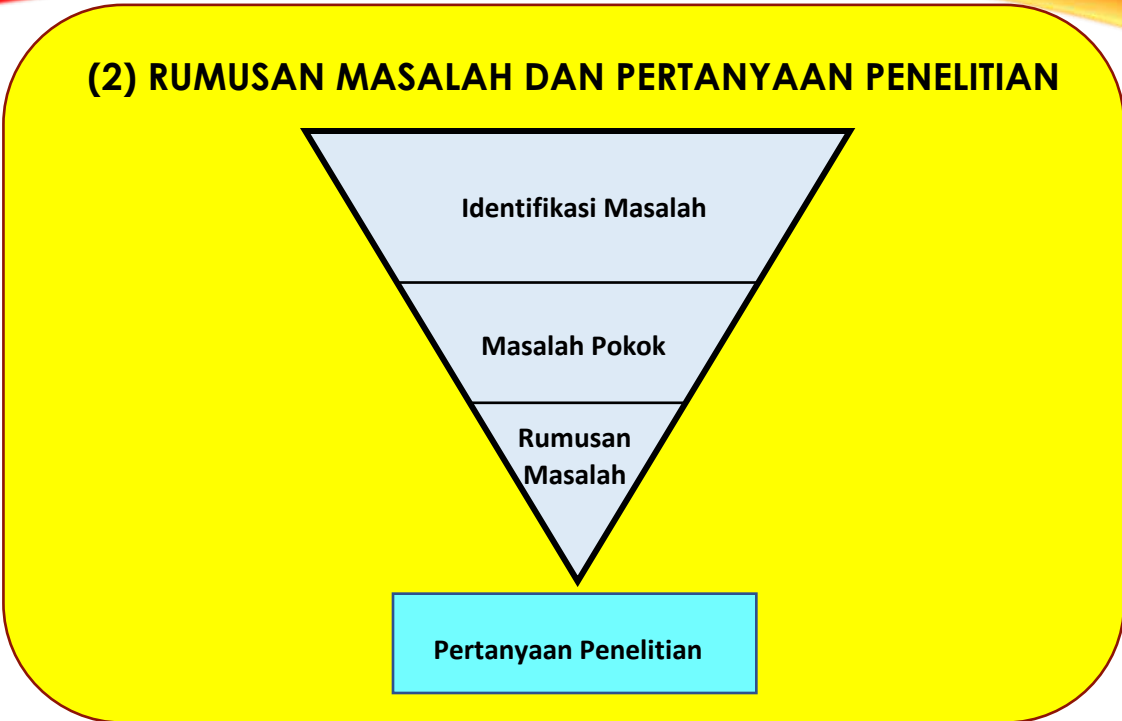 (2) RUMUSAN MASALAH DAN PERTANYAAN PENELITIAN
Identifikasi Masalah
Masalah Pokok
Rumusan
Masalah
Pertanyaan Penelitian